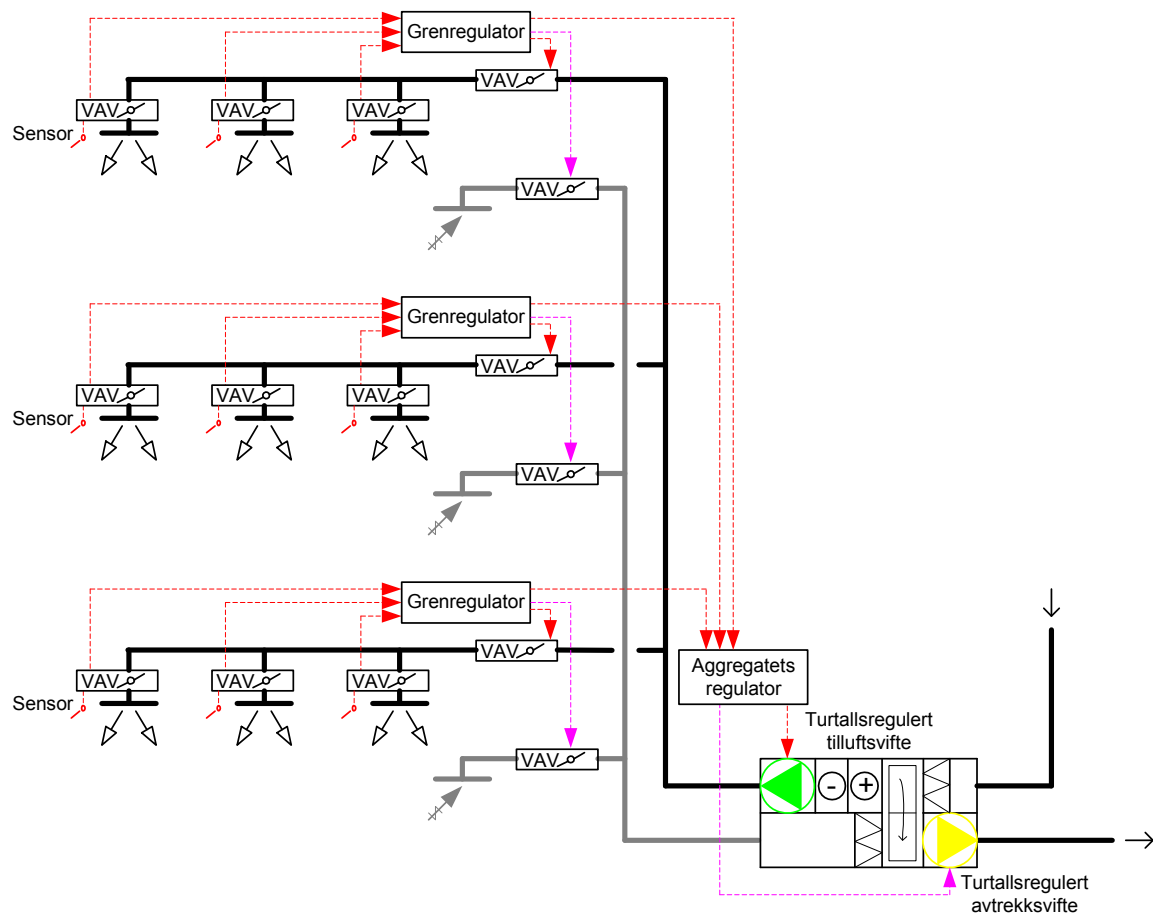 Grenregulator
VAV
VAV
VAV
VAV
Sensor
VAV
Grenregulator
VAV
VAV
VAV
VAV
Sensor
VAV
Grenregulator
VAV
VAV
VAV
VAV
Sensor
Aggregatets
regulator
Turtallsregulert
tilluftsvifte
VAV
- +
Turtallsregulert
avtrekksvifte